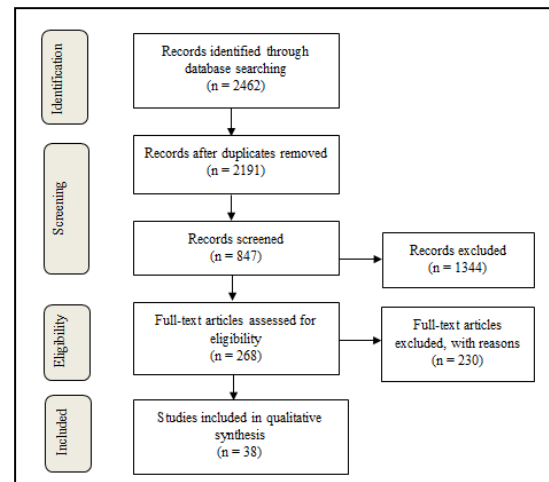 Identification
Records identified through
database searching
(n = 2462)
Screening
Records after duplicates removed
(n = 2191)
Records screened
(n = 847)
Records excluded
(n = 1344)
Eligibility
Full-text articles assessed for
eligibility
(n = 268)
Full-text articles
excluded, with reasons
(n = 230)
Included
Studies included in qualitative
synthesis
(n = 38)